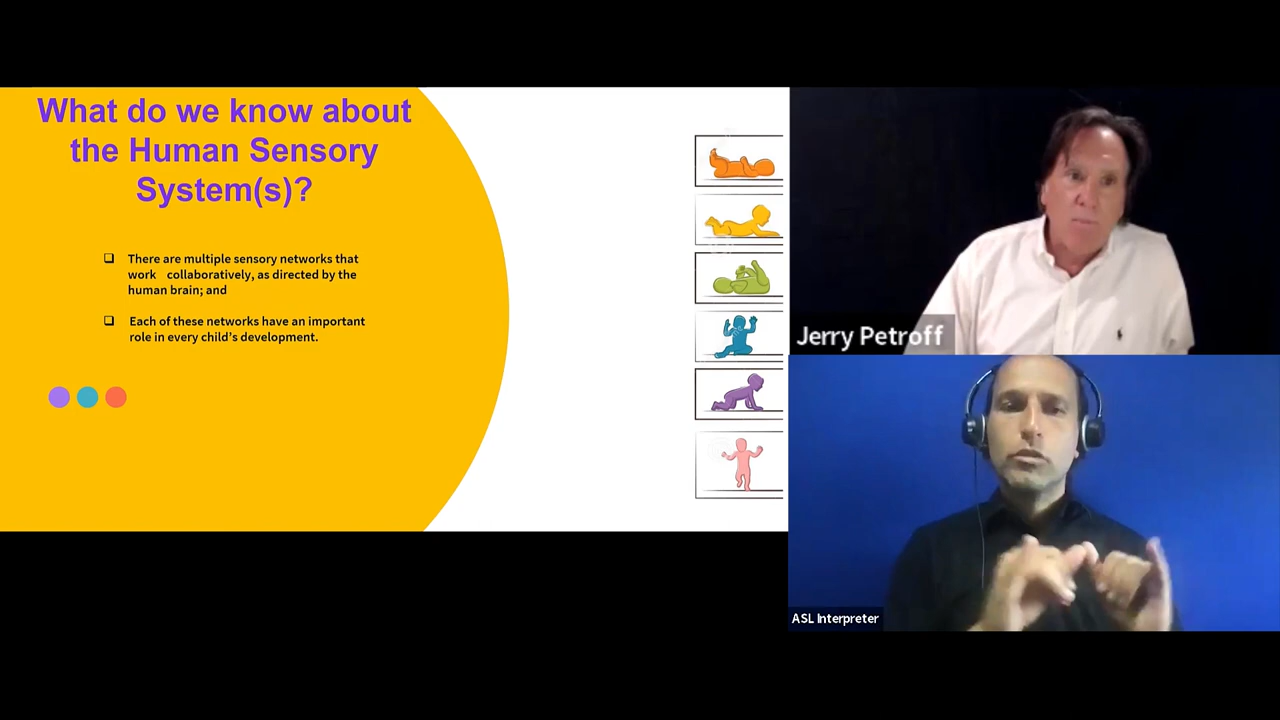 What do we know about
the Human Sensory
System(s)?
❑ There are multiple sensory networks that
work collaboratively, as directed by the
human brain; and
❑ Each of these networks have an important
role in every child's development.
Jerry Petroff
ASL Interpreter